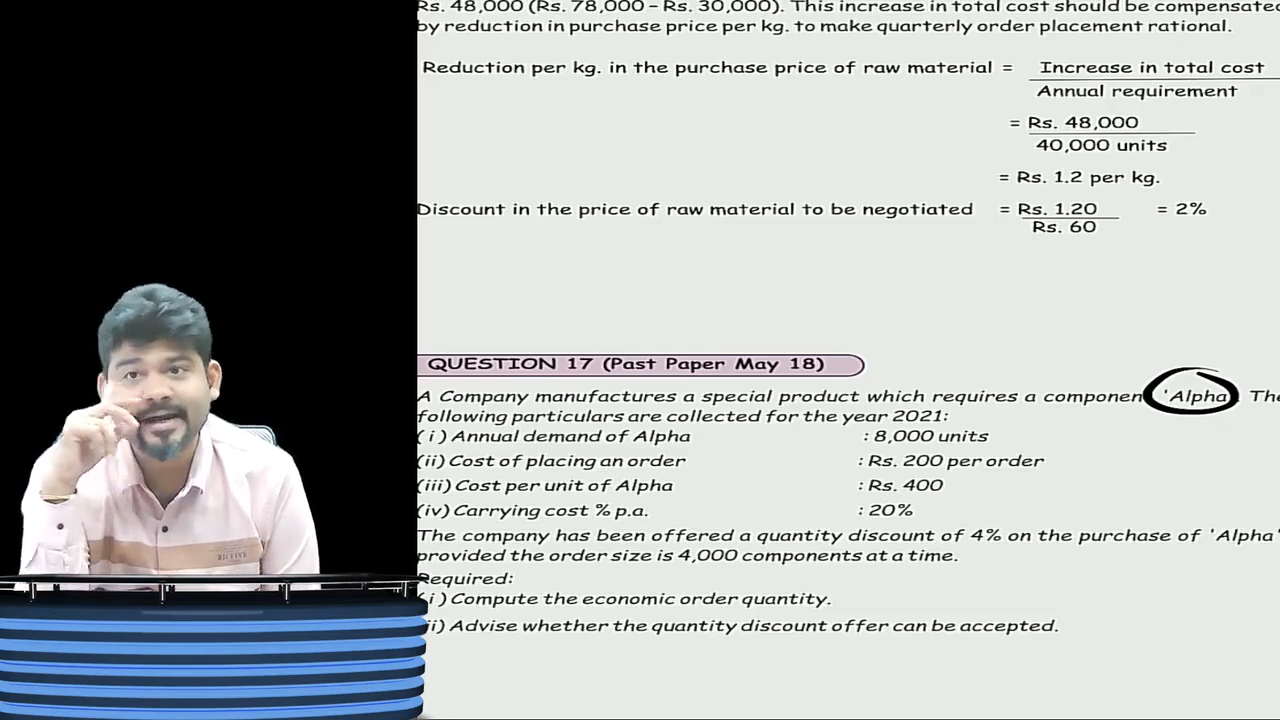 Rs. 48,000 (Rs. 78,000 – Rs. 30,000). This increase in total cost should be compensated
by reduction in purchase price per kg. to make quarterly order placement rational.
Reduction per kg. in the purchase price of raw material = Increase in total cost
Annual requirement
= Rs. 48,000
40,000 units
= Rs. 1.2 per kg.
Discount in the price of raw material to be negotiated = Rs. 1.20 = 2%
Rs. 60
QUESTION 17 (Past Paper May 18)
A Company manufactures a special product which requires a componen 'Alpha The
following particulars are collected for the year 2021:
( i ) Annual demand of Alpha : 8,000 units
(ii) Cost of placing an order : Rs. 200 per order
(iii) Cost per unit of Alpha : Rs. 400
(iv) Carrying cost % p.a. : 20%
The company has been offered a quantity discount of 4% on the purchase of 'Alpha'
provided the order size is 4,000 components at a time.
Required:
( i ) Compute the economic order quantity.
ii) Advise whether the quantity discount offer can be accepted.